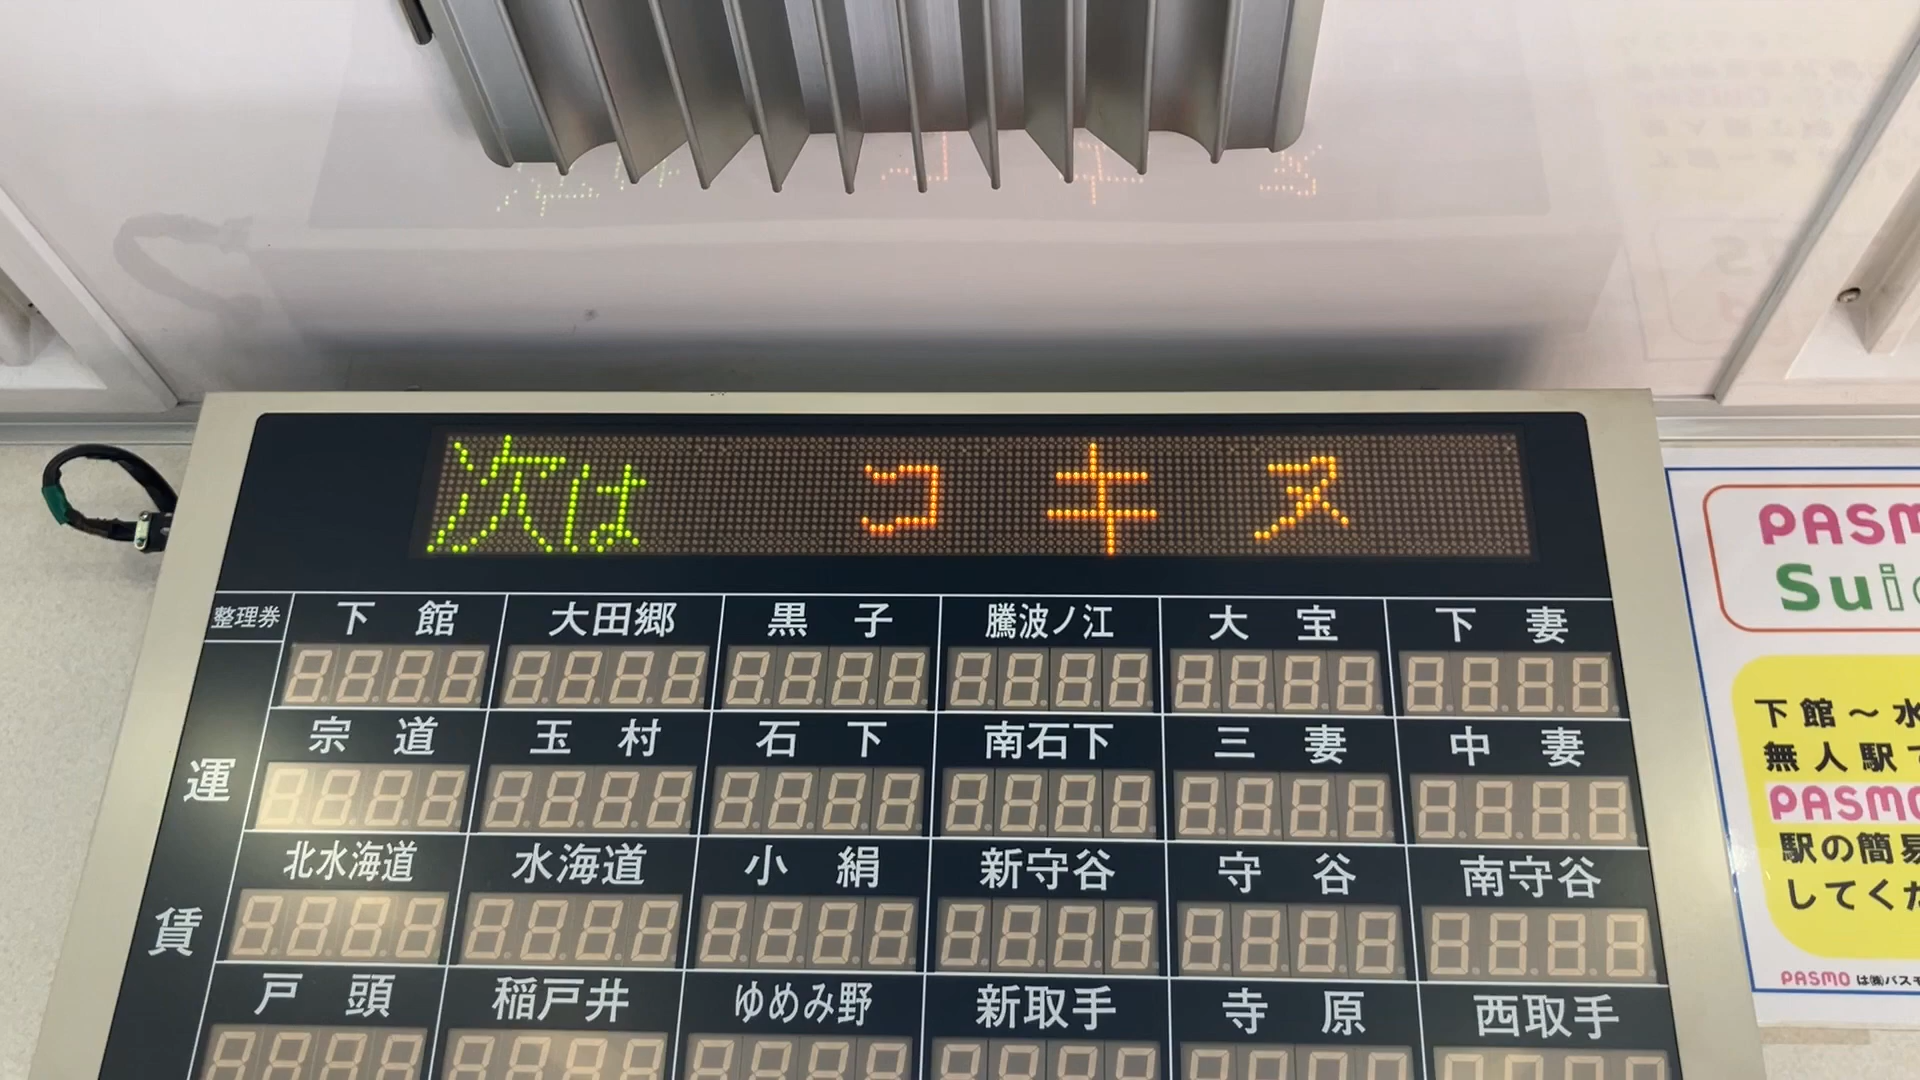 次は コキヌ
整理券 下館 大田郷 黒子 騰波ノ江 大宝 下妻
宗道 玉村 石下 南石下 三妻 中妻
運
北水海道 水海道 小絹 新守谷 守谷 南守谷
賃
戸頭 稲戸井 ゆめみ野 新取手 寺原 西取手
PASM
Suic
下館～水
無人駅で
PASMO
駅の簡易
してくだ
PASMO は㈱パスモ